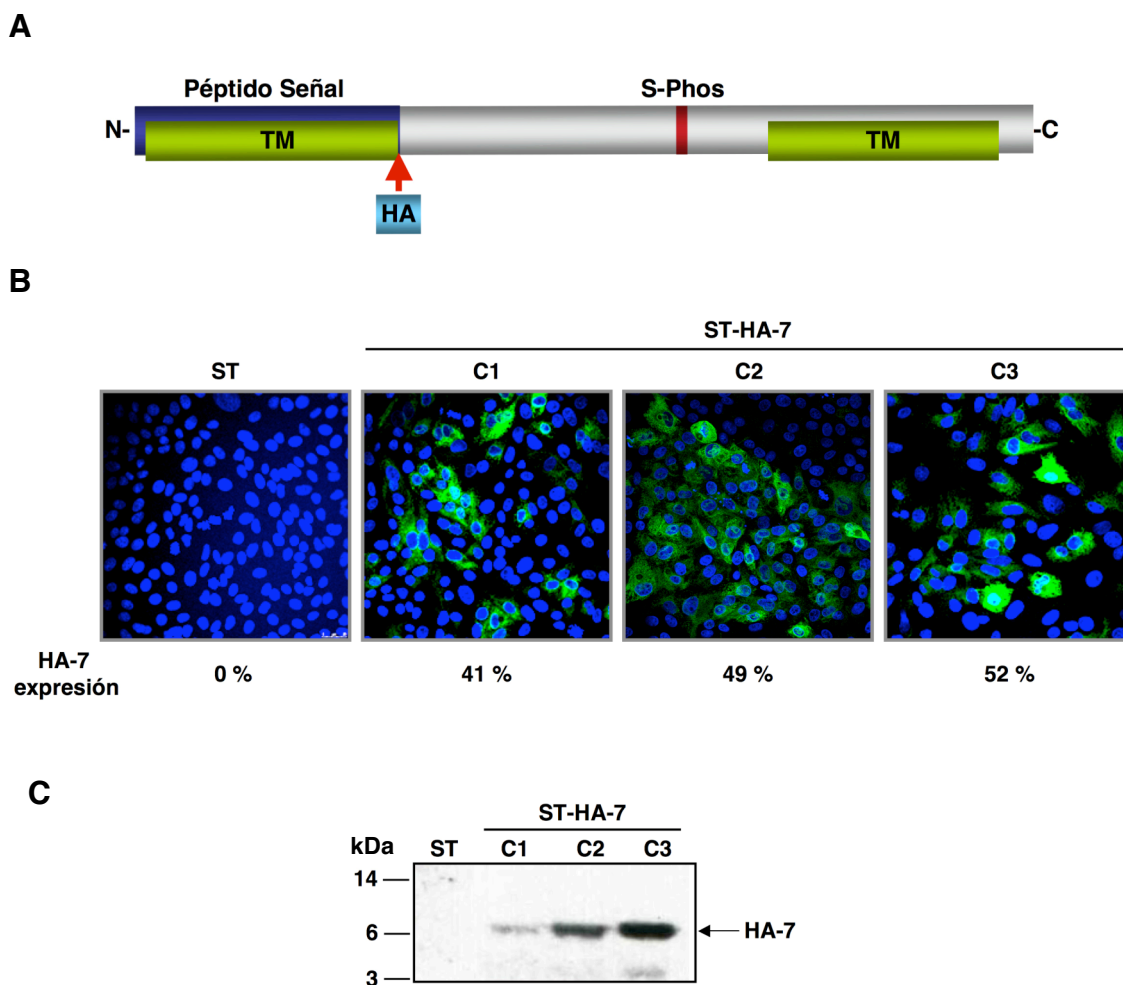 A
Péptido Señal
S-Phos
N-
TM
TM
-C
HA
B
ST-HA-7
ST
C1
C2
C3
HA-7
expresión
0 %
41 %
49 %
52 %
C
ST-HA-7
kDa
ST
C1
C2
C3
14
6
3
HA-7